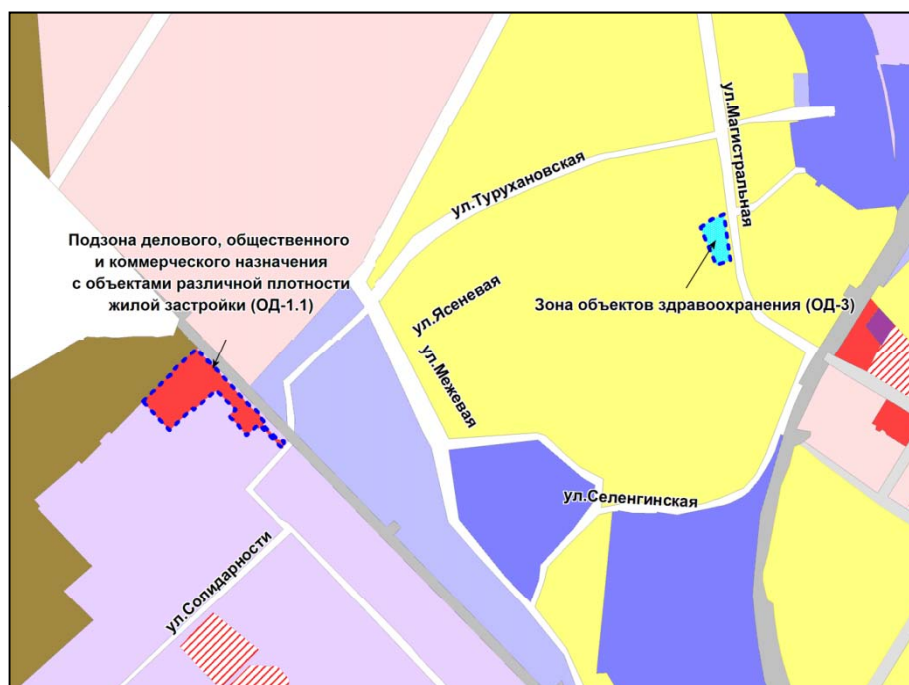 ул.Магистральная
ул.Турухановская
Подзона делового, общественного
и коммерческого назначения
с объектами различной плотности
жилой застройки (ОД-1.1)
ул.Ясеневая
Зона объектов здравоохранения (ОД-3)
ул.Межевая
ул.Селенгинская
ул.Солидарности